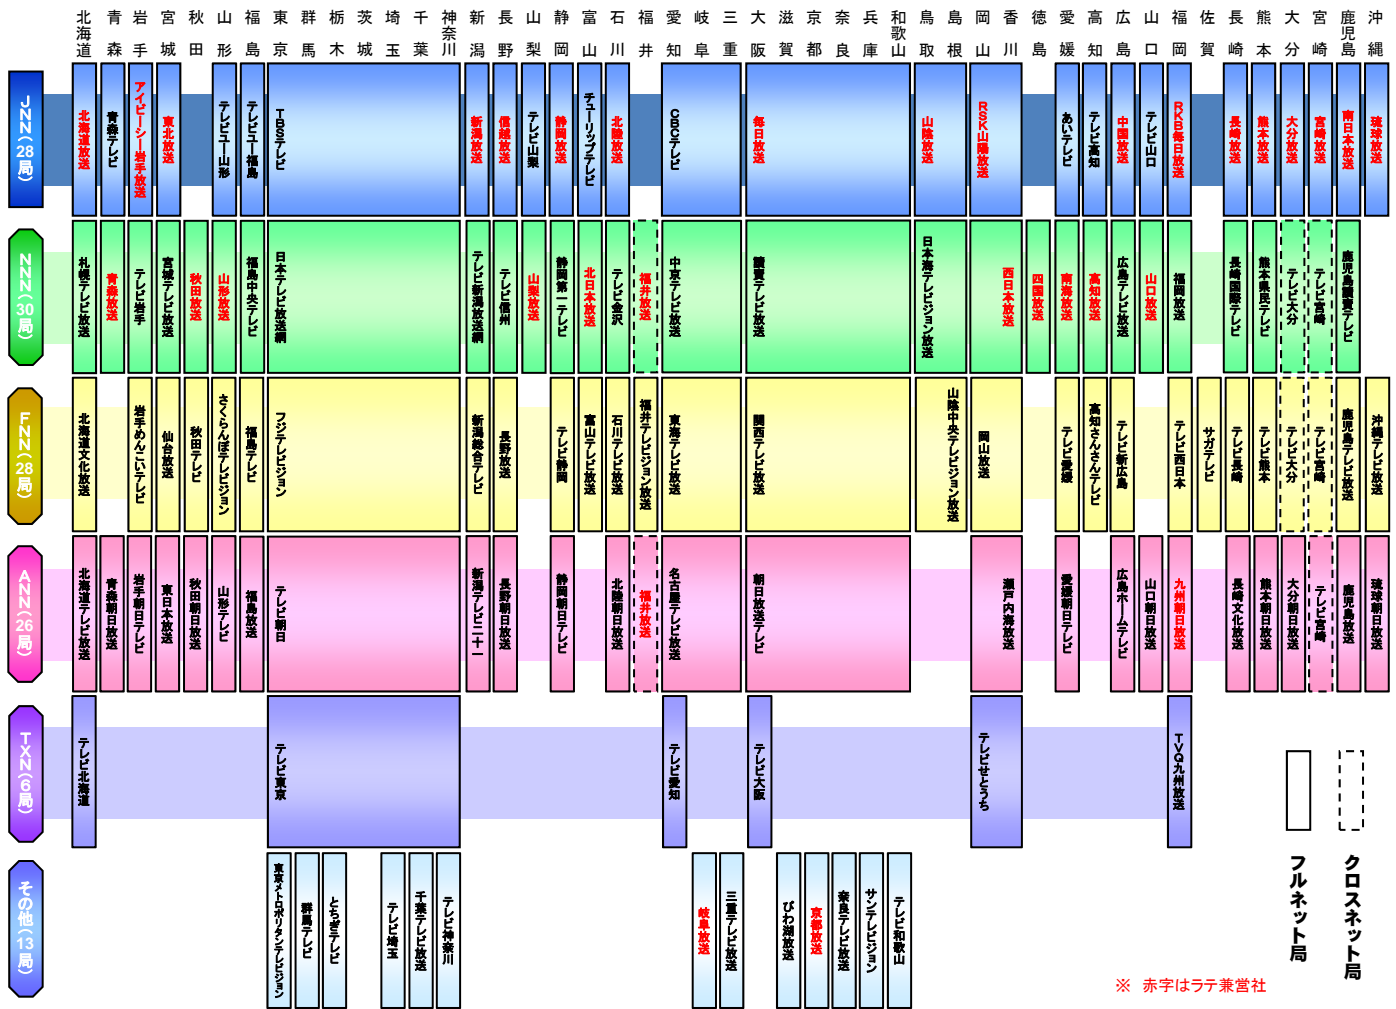 北海道
青森
岩手
宮城
秋田
山形
福島
東京
群馬
栃木
茨城
埼玉
千葉
神奈川
新潟
長野
山梨
静岡
富山
石川
福井
愛知
岐阜
三重
大阪
滋賀
京都
奈良
兵庫
和歌山
鳥取
島根
岡山
香川
徳島
愛媛
高知
広島
山口
福岡
佐賀
長崎
熊本
大分
宮崎
鹿児島
沖縄
JNN(28局)
北海道放送
青森テレビ
アイビーシー岩手放送
東北放送
テレビユー山形
テレビユー福島
TBSテレビ
新潟放送
信越放送
テレビ山梨
静岡放送
チューリップテレビ
北陸放送
CBCテレビ
毎日放送
山陰放送
RSK山陽放送
あいテレビ
テレビ高知
中国放送
テレビ山口
RKB毎日放送
長崎放送
熊本放送
大分放送
宮崎放送
南日本放送
琉球放送
NNN(30局)
札幌テレビ放送
青森放送
テレビ岩手
宮城テレビ放送
秋田放送
山形放送
福島中央テレビ
日本テレビ放送網
テレビ新潟放送網
テレビ信州
山梨放送
静岡第一テレビ
北日本放送
テレビ金沢
福井放送
中京テレビ放送
讀賣テレビ放送
日本海テレビジョン放送
西日本放送
四国放送
南海放送
高知放送
広島テレビ放送
山口放送
福岡放送
長崎国際テレビ
熊本県民テレビ
テレビ大分
テレビ宮崎
鹿児島讀賣テレビ
FNN(28局)
北海道文化放送
岩手めんこいテレビ
仙台放送
秋田テレビ
さくらんぼテレビジョン
福島テレビ
フジテレビジョン
新潟総合テレビ
長野放送
テレビ静岡
富山テレビ放送
石川テレビ放送
福井テレビジョン放送
東海テレビ放送
関西テレビ放送
山陰中央テレビジョン放送
岡山放送
テレビ愛媛
高知さんさんテレビ
テレビ新広島
テレビ西日本
サガテレビ
テレビ長崎
テレビ熊本
テレビ大分
テレビ宮崎
鹿児島テレビ放送
沖縄テレビ放送
ANN(26局)
北海道テレビ放送
青森朝日放送
岩手朝日テレビ
東日本放送
秋田朝日放送
山形テレビ
福島放送
テレビ朝日
新潟テレビ二十一
長野朝日放送
静岡朝日テレビ
北陸朝日放送
福井放送
名古屋テレビ放送
朝日放送テレビ
瀬戸内海放送
愛媛朝日テレビ
広島ホームテレビ
山口朝日放送
九州朝日放送
長崎文化放送
熊本朝日放送
大分朝日放送
テレビ宮崎
鹿児島放送
琉球朝日放送
TXN(6局)
テレビ北海道
テレビ東京
テレビ愛知
テレビ大阪
テレビせとうち
TVQ九州放送
その他(13局)
東京メトロポリタンテレビジョン
群馬テレビ
とちぎテレビ
テレビ埼玉
千葉テレビ放送
テレビ神奈川
岐阜放送
三重テレビ放送
びわ湖放送
京都放送
奈良テレビ放送
サンテレビジョン
テレビ和歌山
フルネット局
クロスネット局
※ 赤字はラテ兼営社